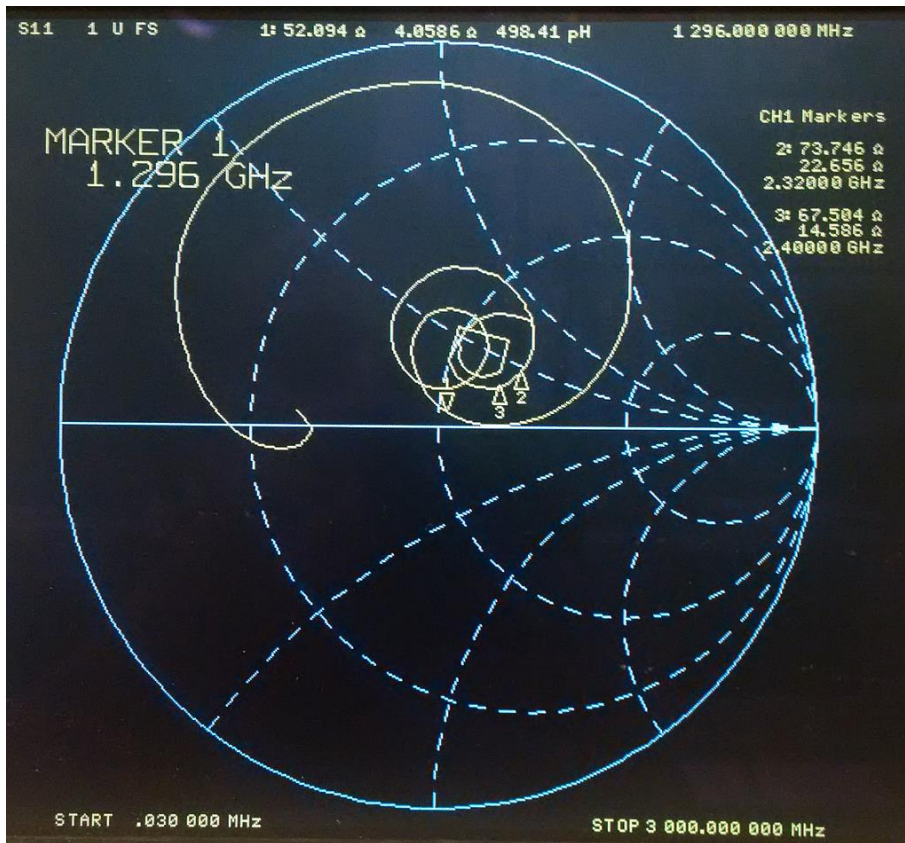 S11 1 U FS 1: 52.094 Ω 4.0586 Ω 498.41 pH 1 296.000 000 MHz
MARKER 1
1.296 GHz
CH1 Markers
2: 73.746 Ω
22.656 Ω
2.32000 GHz
3: 67.504 Ω
14.586 Ω
2.40000 GHz
1
3
2
START .030 000 MHz
STOP 3 000.000 000 MHz